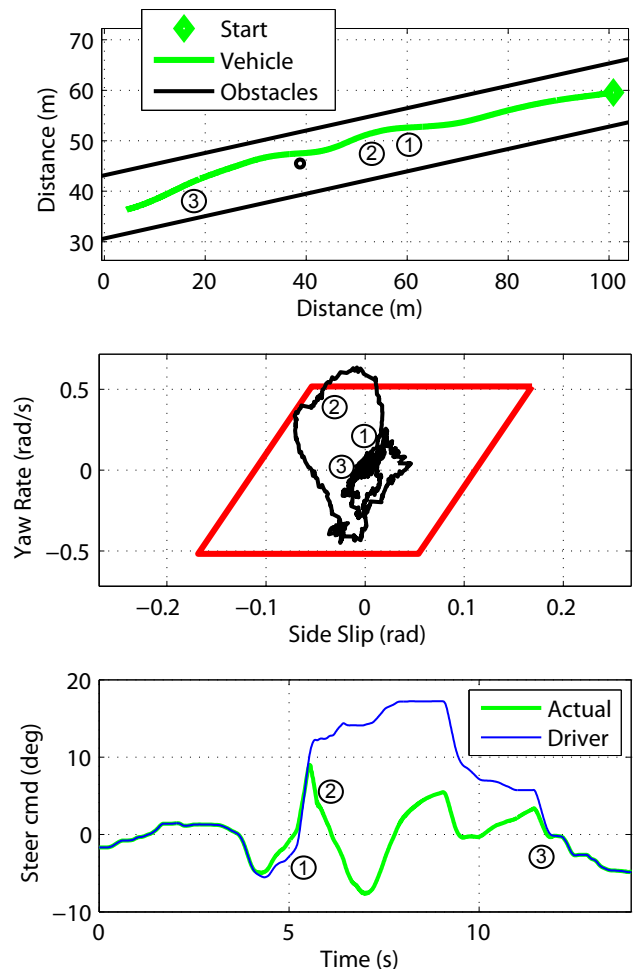 Start
Vehicle
Obstacles
70
60
50
40
30
Distance (m)
1
2
3
0 20 40 60 80 100
Distance (m)
0.5
0
−0.5
Yaw Rate (rad/s)
2
1
3
−0.2 −0.1 0 0.1 0.2
Side Slip (rad)
20
10
0
−10
Steer cmd (deg)
Actual
Driver
2
1
3
0 5 10
Time (s)